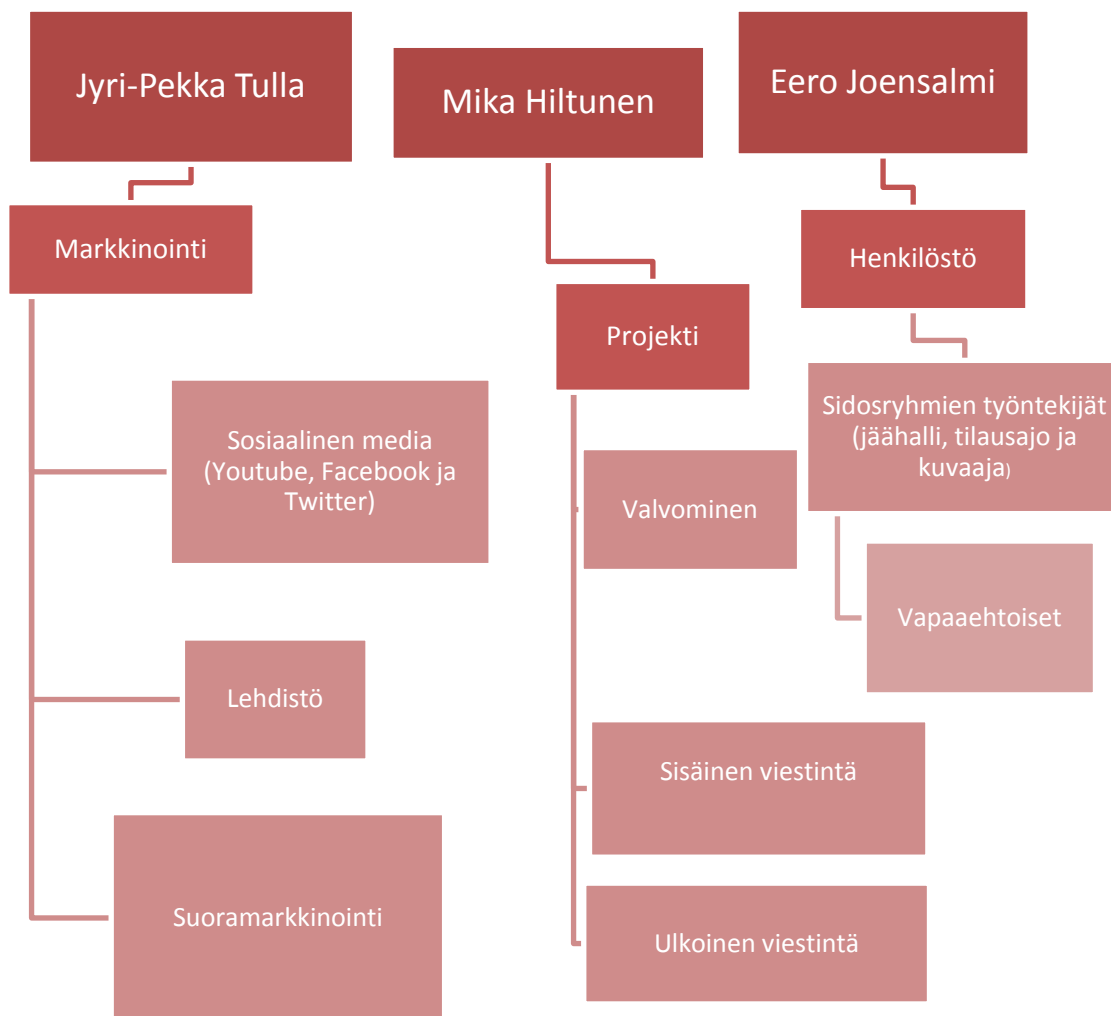 Jyri-Pekka Tulla
Mika Hiltunen
Eero Joensalmi
Markkinointi
Henkilöstö
Projekti
Sosiaalinen media
(Youtube, Facebook ja
Twitter)
Sidosryhmien työntekijät
(jäähalli, tilausajo ja
kuvaaja)
Valvominen
Vapaaehtoiset
Lehdistö
Sisäinen viestintä
Suoramarkkinointi
Ulkoinen viestintä